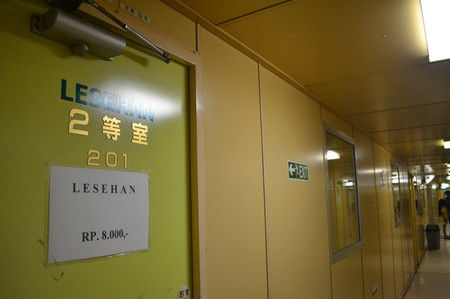 LESEHAN
2等室
201
LESEHAN
RP. 8.000,-
EXIT